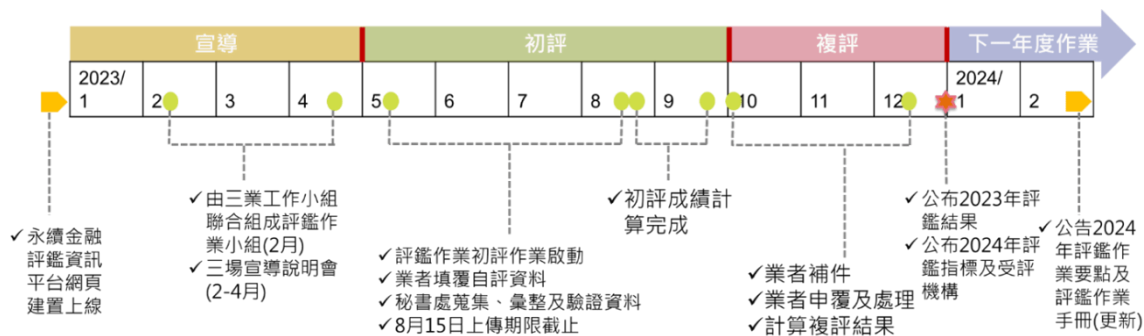 宣導 初評 複評 下一年度作業
2023/
1 2 3 4 5 6 7 8 9 10 11 12 2024/
1 2
✓永續金融
評鑑資訊
平台網頁
建置上線
✓由三業工作小組
聯合組成評鑑作
業小組(2月)
✓三場宣導說明會
(2-4月)
✓評鑑作業初評作業啟動
✓業者填覆自評資料
✓秘書處蒐集、彙整及驗證資料
✓8月15日上傳期限截止
✓初評成績計
算完成
✓業者補件
✓業者申覆及處理
✓計算複評結果
✓公布2023年評
鑑結果
✓公布2024年評
鑑指標及受評
機構
✓公告2024
年評鑑作
業要點及
評鑑作業
手冊(更新)